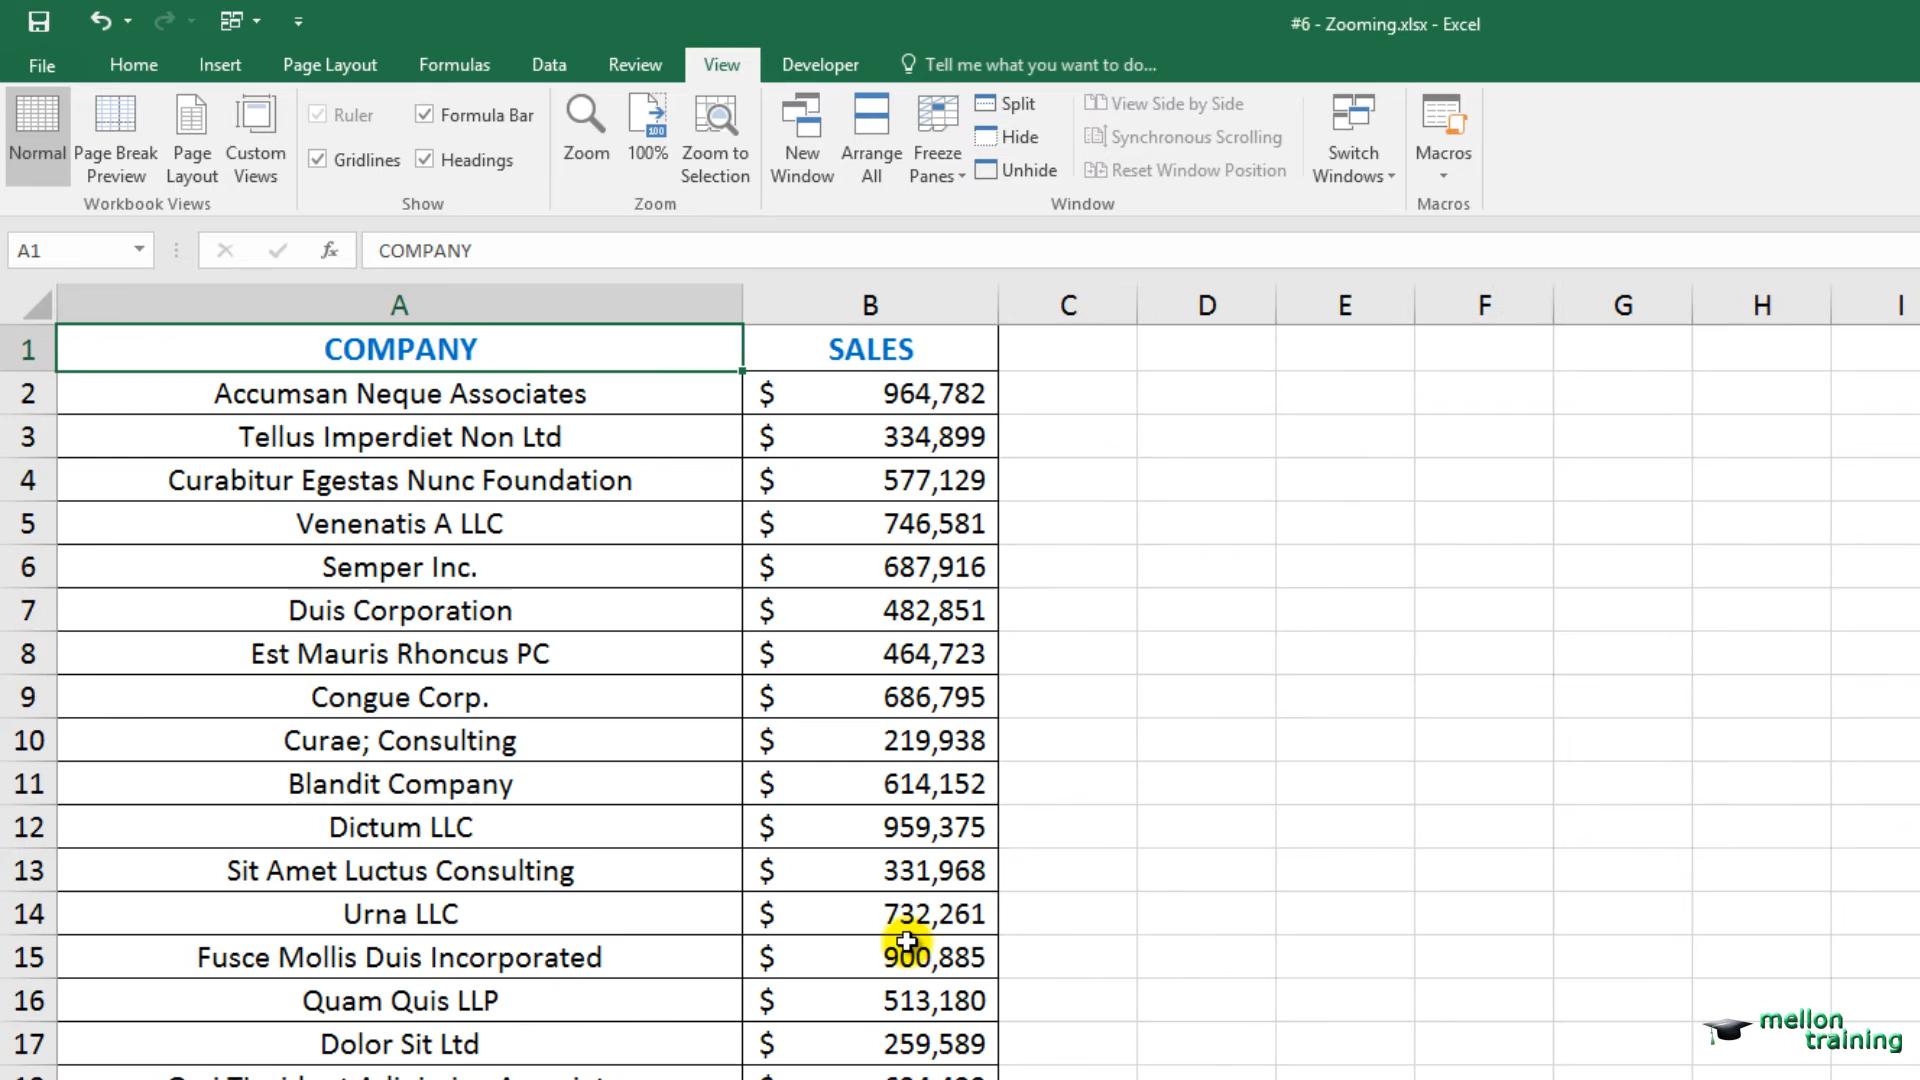 #6 - Zooming.xlsx - Excel
File Home Insert Page Layout Formulas Data Review View Developer Tell me what you want to do...
Normal
Page Break Preview
Page Layout
Custom Views
Workbook Views
Ruler
Formula Bar
Gridlines
Headings
Show
Zoom
100
100%
Zoom to Selection
Zoom
New Window
Arrange All
Freeze Panes
Split
Hide
Unhide
View Side by Side
Synchronous Scrolling
Reset Window Position
Window
Switch Windows
Macros
Macros
A1 fx COMPANY
A B C D E F G H I
1 COMPANY SALES
2 Accumsan Neque Associates $ 964,782
3 Tellus Imperdiet Non Ltd $ 334,899
4 Curabitur Egestas Nunc Foundation $ 577,129
5 Venenatis A LLC $ 746,581
6 Semper Inc. $ 687,916
7 Duis Corporation $ 482,851
8 Est Mauris Rhoncus PC $ 464,723
9 Congue Corp. $ 686,795
10 Curae; Consulting $ 219,938
11 Blandit Company $ 614,152
12 Dictum LLC $ 959,375
13 Sit Amet Luctus Consulting $ 331,968
14 Urna LLC $ 732,261
15 Fusce Mollis Duis Incorporated $ 900,885
16 Quam Quis LLP $ 513,180
17 Dolor Sit Ltd $ 259,589
mellon
training